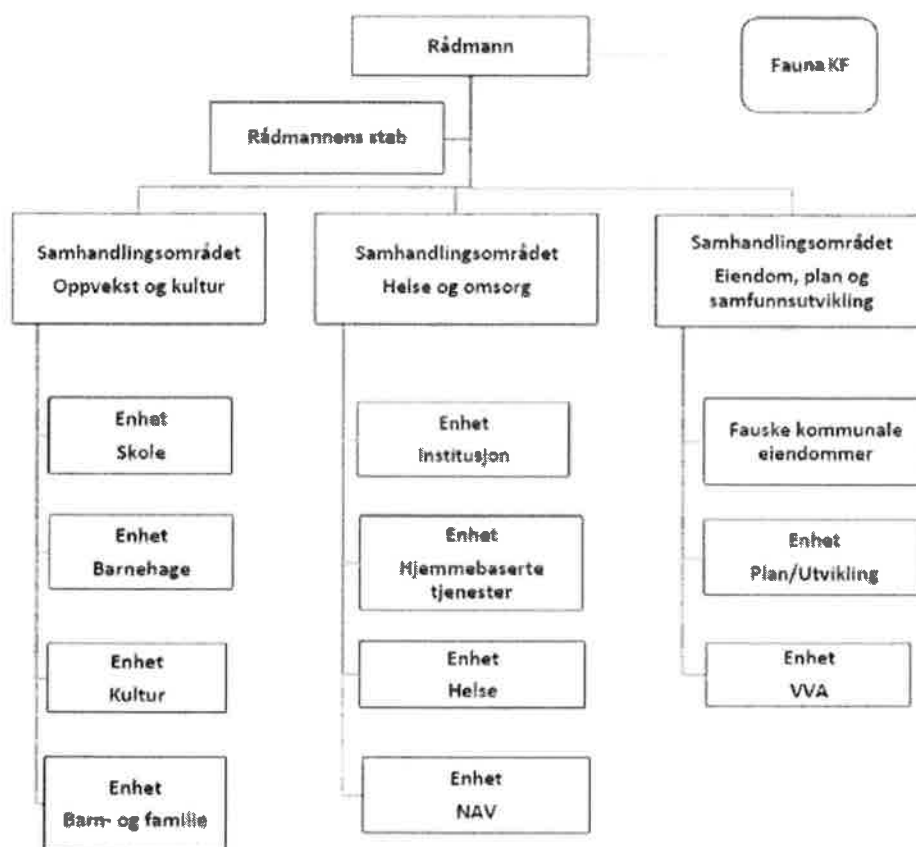 Rådmann
Fauna KF
Rådmannens stab
Samhandlingsområdet
Oppvekst og kultur
Samhandlingsområdet
Helse og omsorg
Samhandlingsområdet
Eiendom, plan og
samfunnsutvikling
Enhet
Skole
Enhet
Barnehage
Enhet
Kultur
Enhet
Barn- og familie
Enhet
Institusjon
Enhet
Hjemmebaserte
tjenester
Enhet
Helse
Enhet
NAV
Fauske kommunale
eiendommer
Enhet
Plan/Utvikling
Enhet
VVA